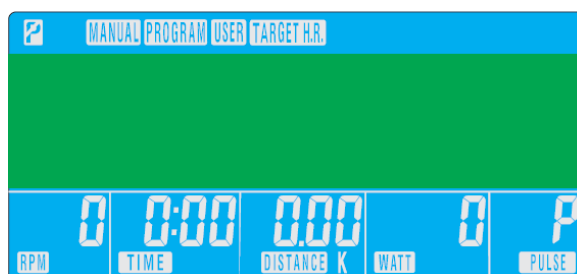 P MANUAL PROGRAM USER TARGET H.R.
0 0:00 0.00 0 P
RPM TIME DISTANCE K WATT PULSE